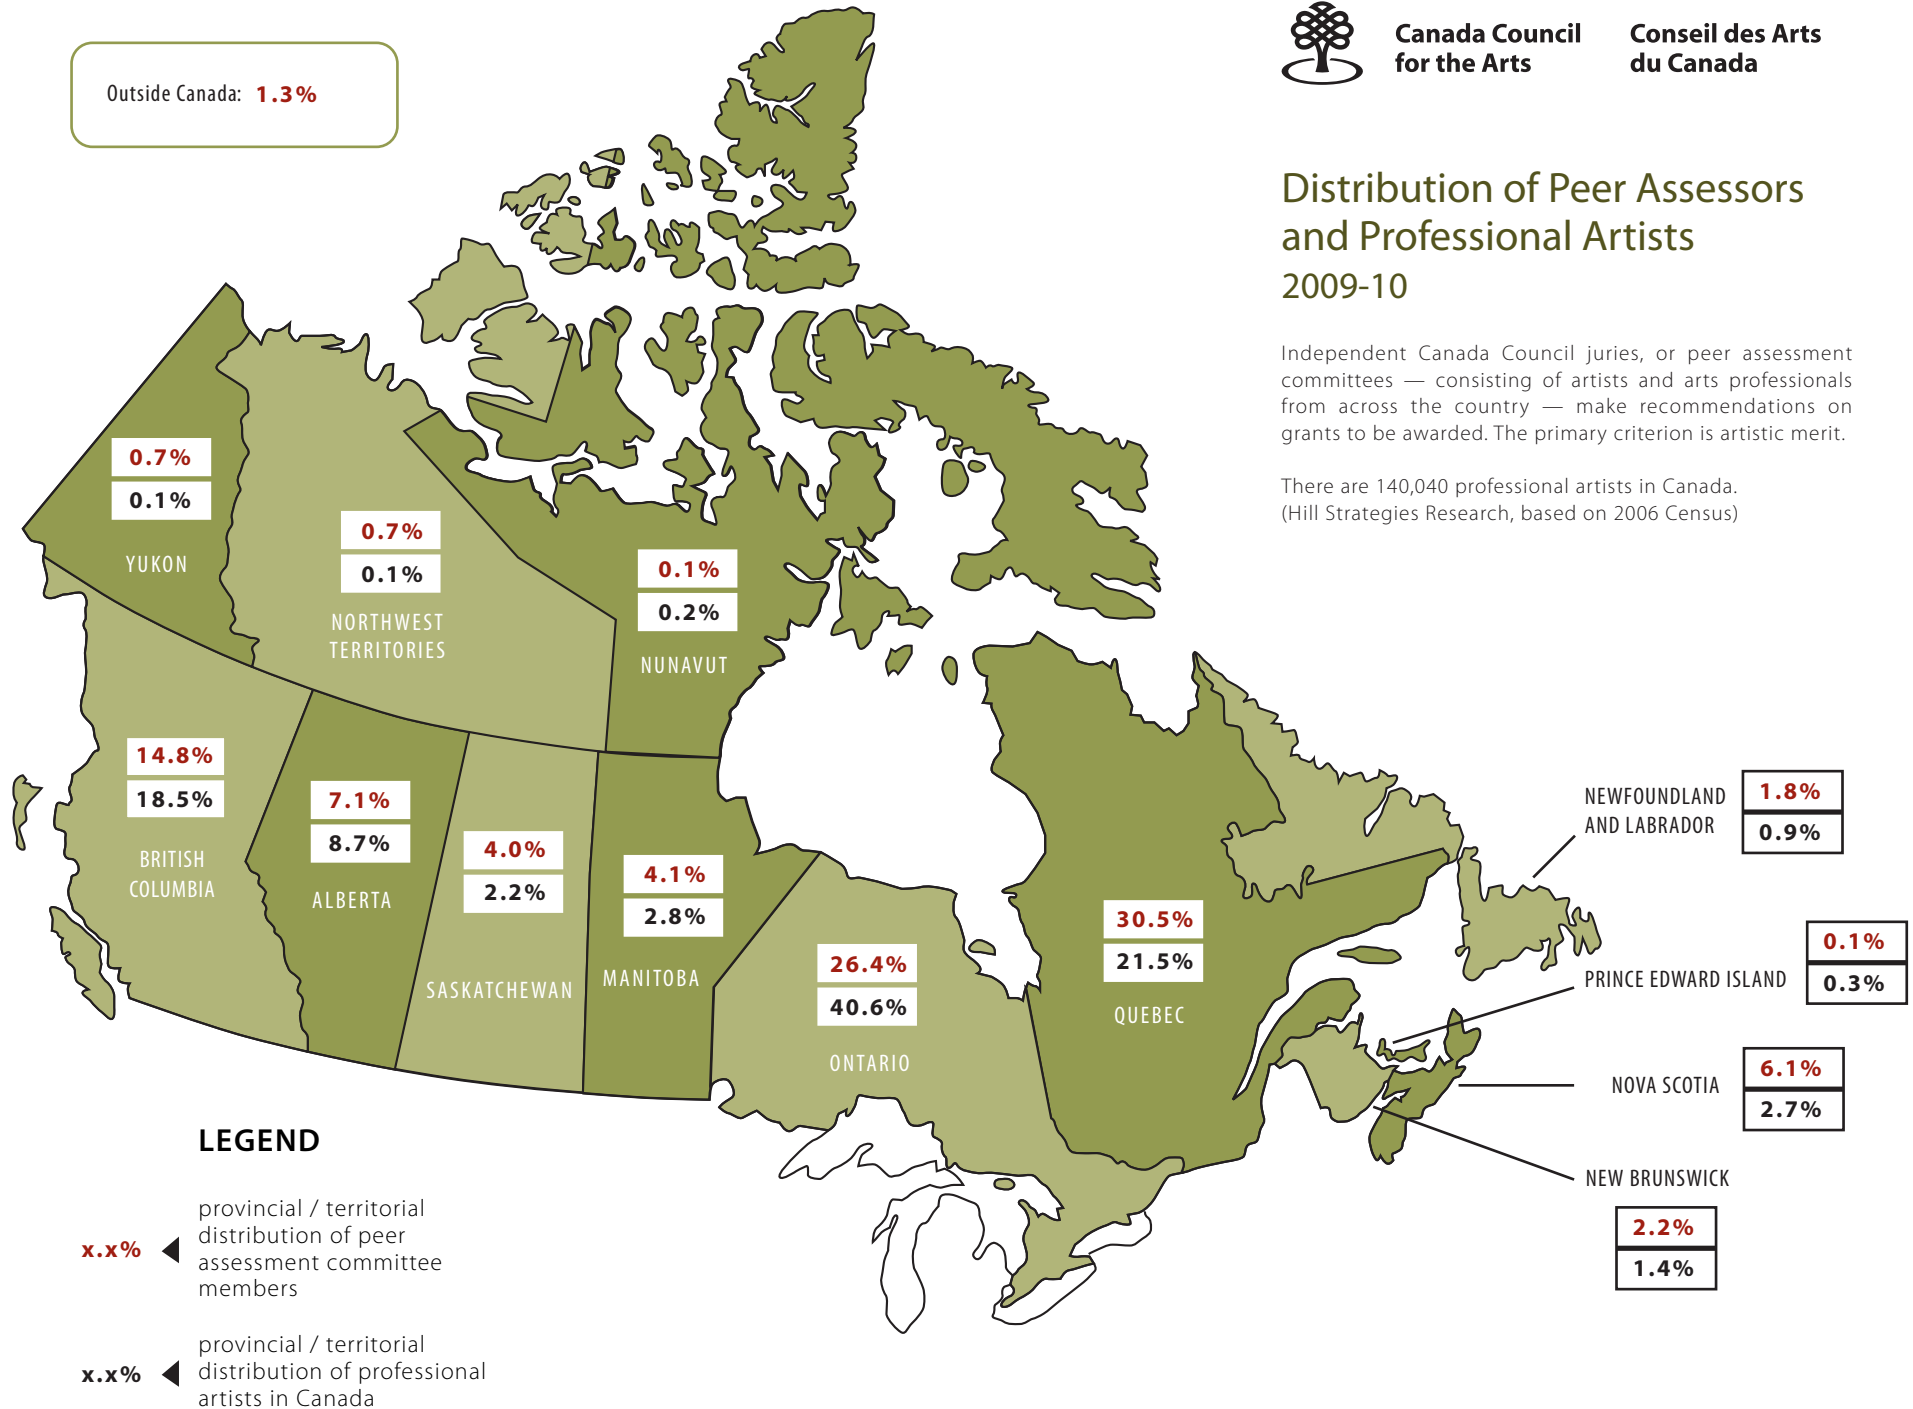 Outside Canada: 1.3%
Canada Council
for the Arts
Conseil des Arts
du Canada
Distribution of Peer Assessors
and Professional Artists
2009-10
Independent Canada Council juries, or peer assessment
committees — consisting of artists and arts professionals
from across the country — make recommendations on
grants to be awarded. The primary criterion is artistic merit.
There are 140,040 professional artists in Canada.
(Hill Strategies Research, based on 2006 Census)
0.7%
0.1%
YUKON
0.7%
0.1%
NORTHWEST
TERRITORIES
0.1%
0.2%
NUNAVUT
14.8%
18.5%
BRITISH
COLUMBIA
7.1%
8.7%
ALBERTA
4.0%
2.2%
SASKATCHEWAN
4.1%
2.8%
MANITOBA
26.4%
40.6%
ONTARIO
30.5%
21.5%
QUEBEC
NEWFOUNDLAND
AND LABRADOR
1.8%
0.9%
PRINCE EDWARD ISLAND
0.1%
0.3%
NOVA SCOTIA
6.1%
2.7%
NEW BRUNSWICK
2.2%
1.4%
LEGEND
x.x%
provincial / territorial
distribution of peer
assessment committee
members
x.x%
provincial / territorial
distribution of professional
artists in Canada